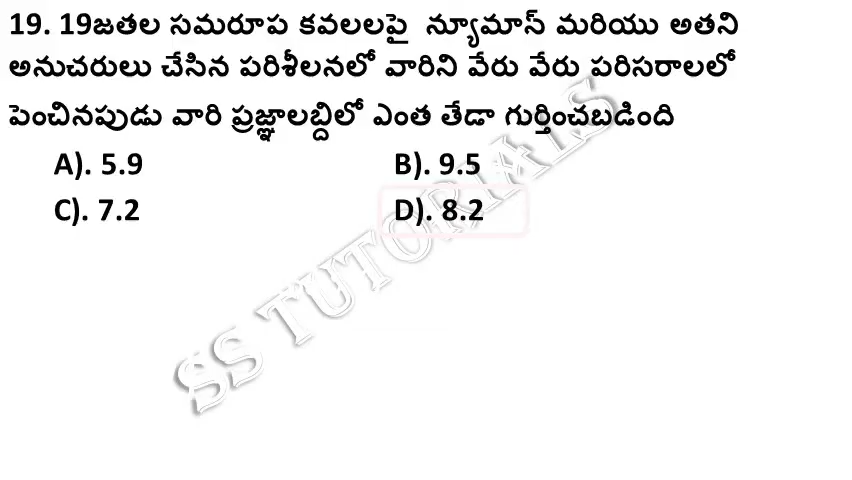 19. 19జతల సమరూప కవలలపై న్యూమాస్ మరియు అతని
అనుచరులు చేసిన పరిశీలనలో వారిని వేరు వేరు పరిసరాలలో
పెంచినపుడు వారి ప్రజ్ఞాలబ్దిలో ఎంత తేడా గుర్తించబడింది
A). 5.9 B). 9.5
C). 7.2 D). 8.2
SS TUTORIALS